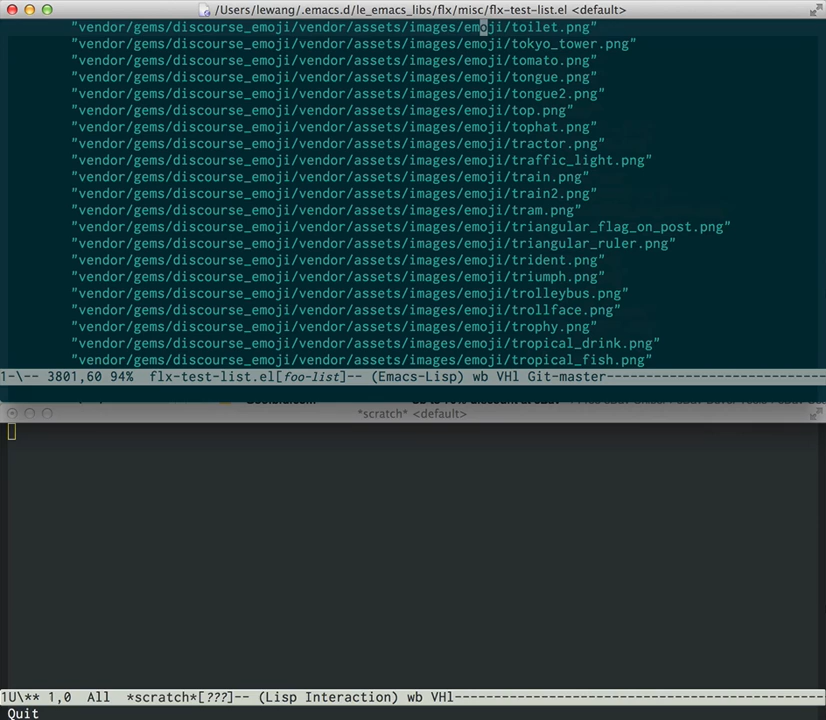 /Users/lewang/.emacs.d/le_emacs_libs/flx/misc/flx-test-list.el <default>
"vendor/gems/discourse_emoji/vendor/assets/images/emoji/toilet.png"
"vendor/gems/discourse_emoji/vendor/assets/images/emoji/tokyo_tower.png"
"vendor/gems/discourse_emoji/vendor/assets/images/emoji/tomato.png"
"vendor/gems/discourse_emoji/vendor/assets/images/emoji/tongue.png"
"vendor/gems/discourse_emoji/vendor/assets/images/emoji/tongue2.png"
"vendor/gems/discourse_emoji/vendor/assets/images/emoji/top.png"
"vendor/gems/discourse_emoji/vendor/assets/images/emoji/tophat.png"
"vendor/gems/discourse_emoji/vendor/assets/images/emoji/tractor.png"
"vendor/gems/discourse_emoji/vendor/assets/images/emoji/traffic_light.png"
"vendor/gems/discourse_emoji/vendor/assets/images/emoji/train.png"
"vendor/gems/discourse_emoji/vendor/assets/images/emoji/train2.png"
"vendor/gems/discourse_emoji/vendor/assets/images/emoji/tram.png"
"vendor/gems/discourse_emoji/vendor/assets/images/emoji/triangular_flag_on_post.png"
"vendor/gems/discourse_emoji/vendor/assets/images/emoji/triangular_ruler.png"
"vendor/gems/discourse_emoji/vendor/assets/images/emoji/trident.png"
"vendor/gems/discourse_emoji/vendor/assets/images/emoji/triumph.png"
"vendor/gems/discourse_emoji/vendor/assets/images/emoji/trolleybus.png"
"vendor/gems/discourse_emoji/vendor/assets/images/emoji/trollface.png"
"vendor/gems/discourse_emoji/vendor/assets/images/emoji/trophy.png"
"vendor/gems/discourse_emoji/vendor/assets/images/emoji/tropical_drink.png"
"vendor/gems/discourse_emoji/vendor/assets/images/emoji/tropical_fish.png"
1-\-- 3801,60 94%  flx-test-list.el[foo-list]-- (Emacs-Lisp) wb VHl Git-master----------------------------
*scratch* <default>
1U\** 1,0  All  *scratch*[???]-- (Lisp Interaction) wb VHl-----------------------------------------------
Quit